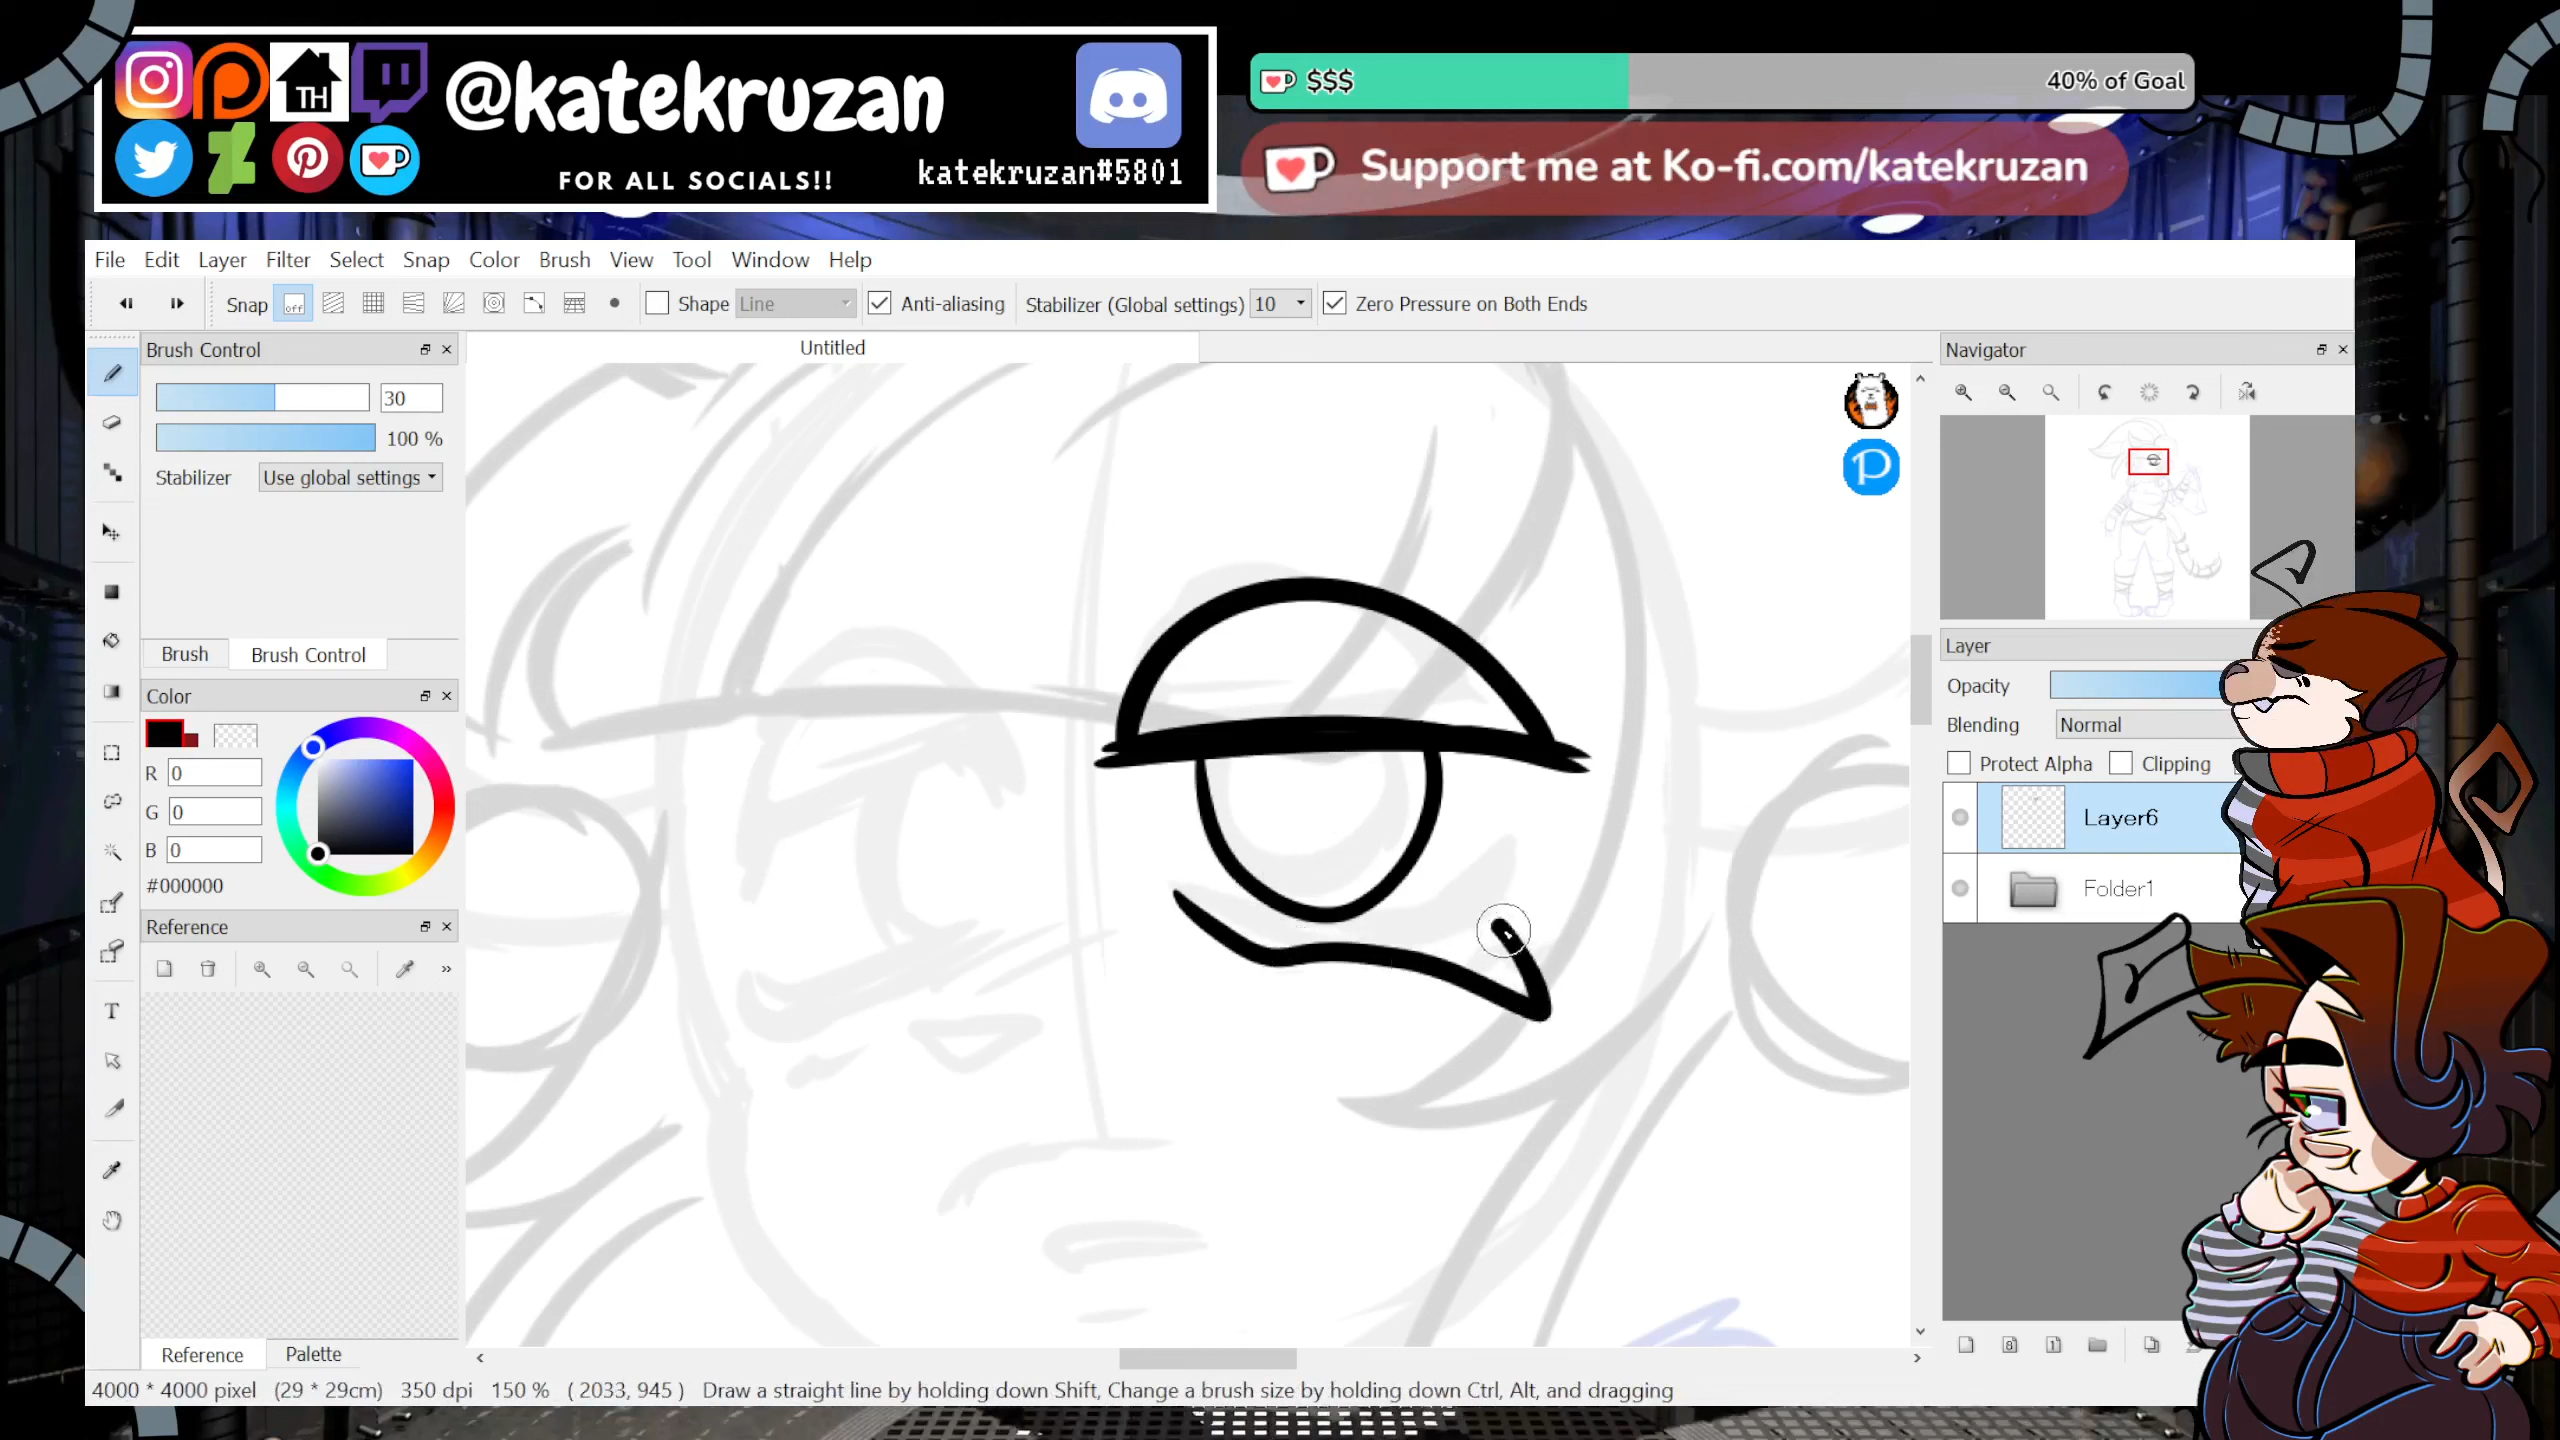 @katekruzan
FOR ALL SOCIALS!!
katekruzan#5801
TH
$$$
40% of Goal
Support me at Ko-fi.com/katekruzan
File Edit Layer Filter Select Snap Color Brush View Tool Window Help
Snap off Shape Line Anti-aliasing Stabilizer (Global settings) 10 Zero Pressure on Both Ends
Brush Control
Untitled
Navigator
30
100 %
Stabilizer Use global settings
Brush Brush Control
Color
R 0
G 0
B 0
#000000
Reference
Reference Palette
Layer
Opacity
Blending Normal
Protect Alpha Clipping
Layer6
Folder1
4000 * 4000 pixel (29 * 29cm) 350 dpi 150 % ( 2033, 945 ) Draw a straight line by holding down Shift, Change a brush size by holding down Ctrl, Alt, and dragging